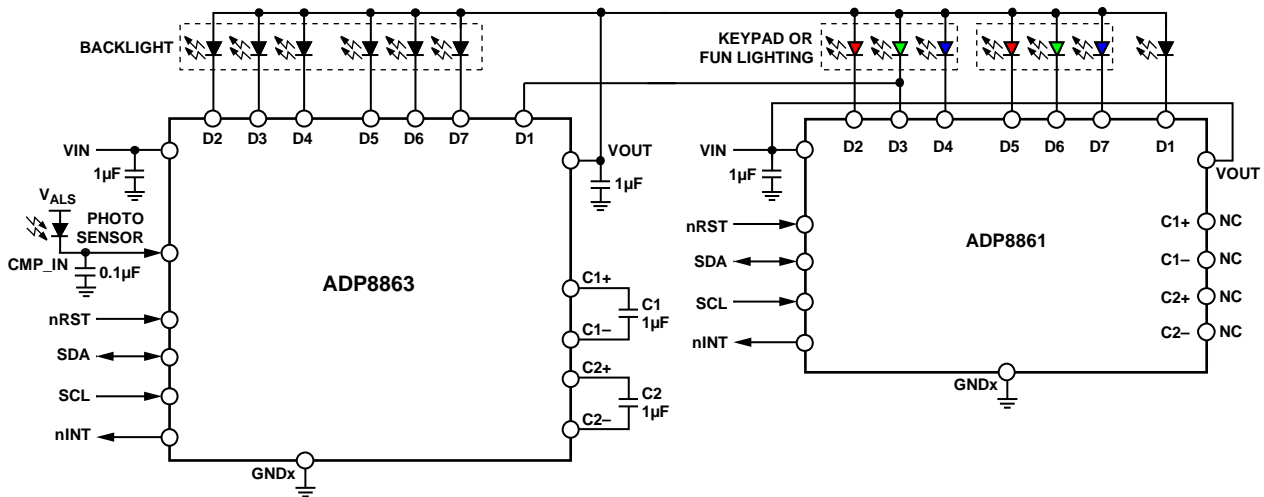 BACKLIGHT
KEYPAD OR
FUN LIGHTING
D2
D3
D4
D5
D6
D7
D1
VIN
1µF
VALS
PHOTO
SENSOR
CMP_IN
0.1µF
nRST
SDA
SCL
nINT
ADP8863
VOUT
1µF
C1+
C1
1µF
C1–
C2+
C2
1µF
C2–
GNDx
D2
D3
D4
D5
D6
D7
D1
VIN
1µF
nRST
SDA
SCL
nINT
ADP8861
VOUT
C1+ NC
C1– NC
C2+ NC
C2– NC
GNDx